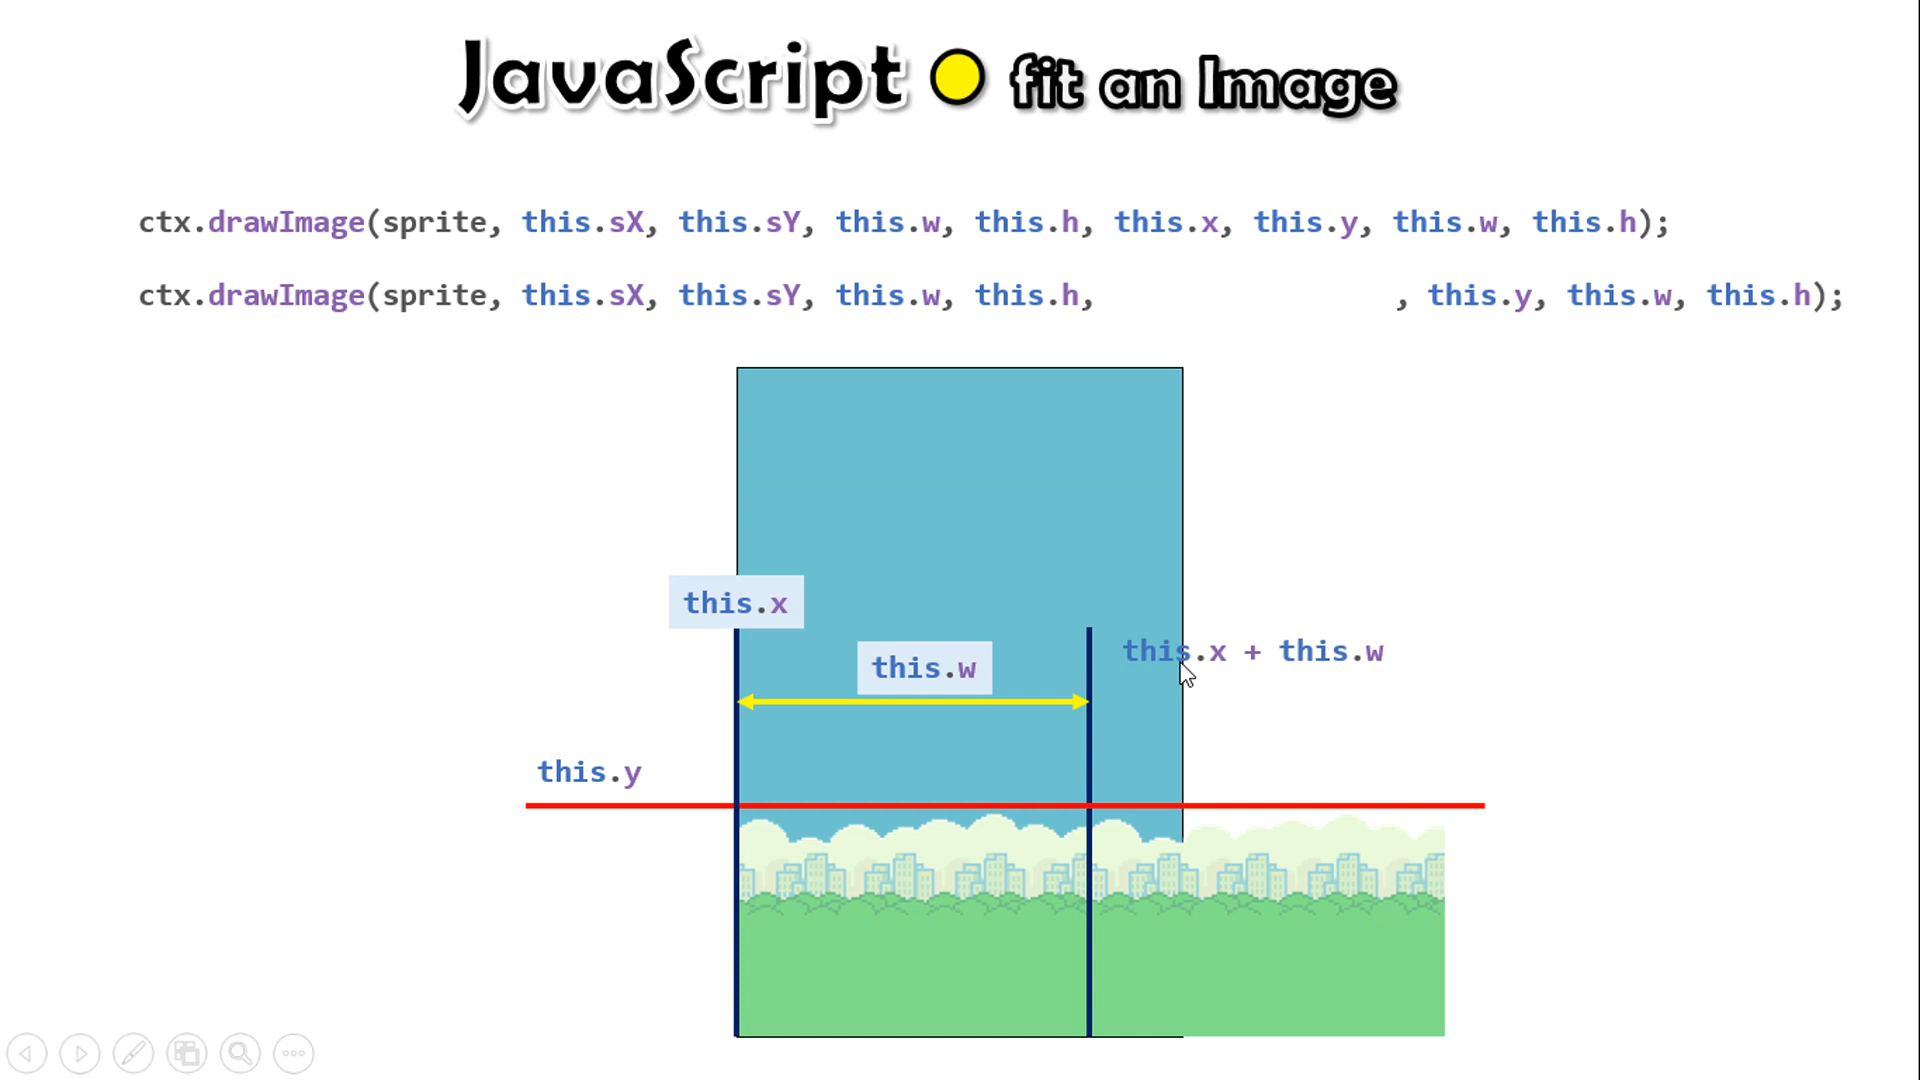 JavaScript fit an Image
ctx.drawImage(sprite, this.sX, this.sY, this.w, this.h, this.x, this.y, this.w, this.h);
ctx.drawImage(sprite, this.sX, this.sY, this.w, this.h, , this.y, this.w, this.h);
this.x
this.x + this.w
this.w
this.y